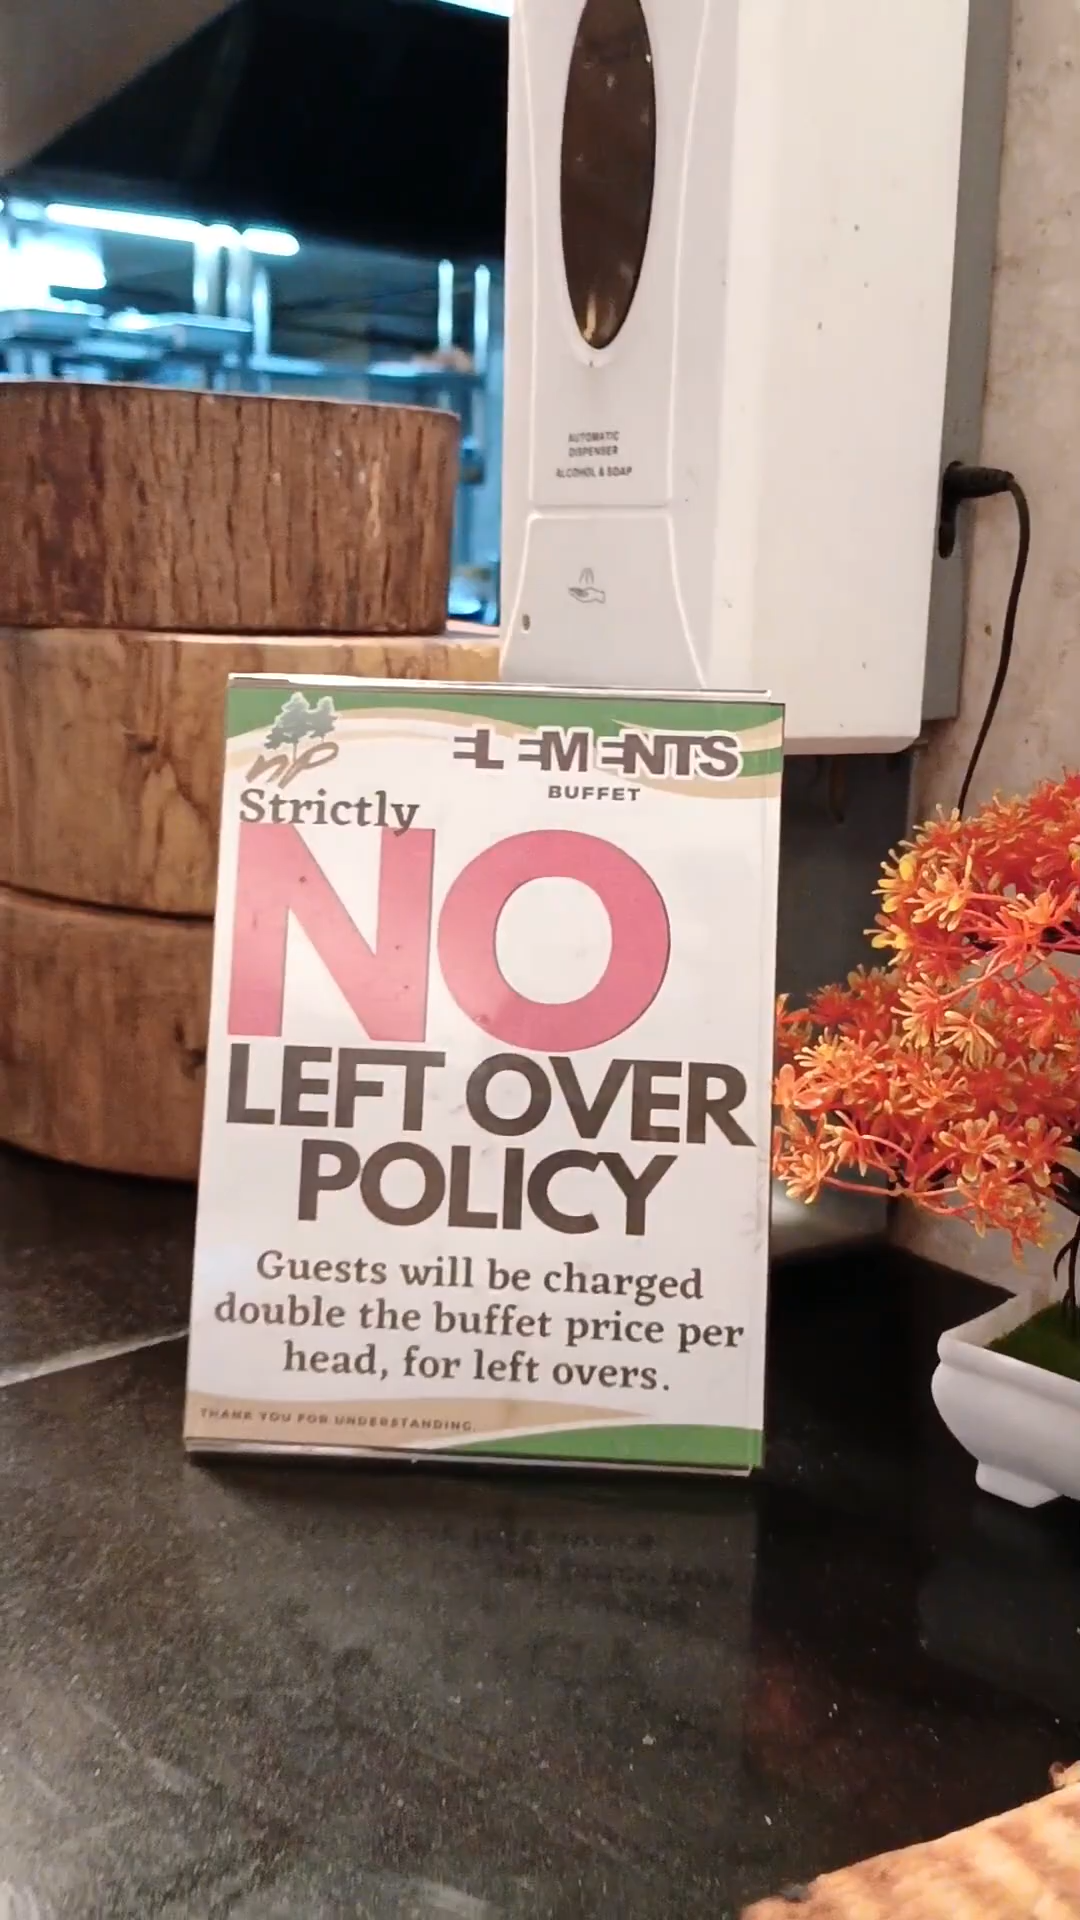 AUTOMATIC
DISPENSER
ALCOHOL & SOAP
np
ELEMENTS
BUFFET
Strictly
NO
LEFT OVER
POLICY
Guests will be charged
double the buffet price per
head, for left overs.
THANK YOU FOR UNDERSTANDING.